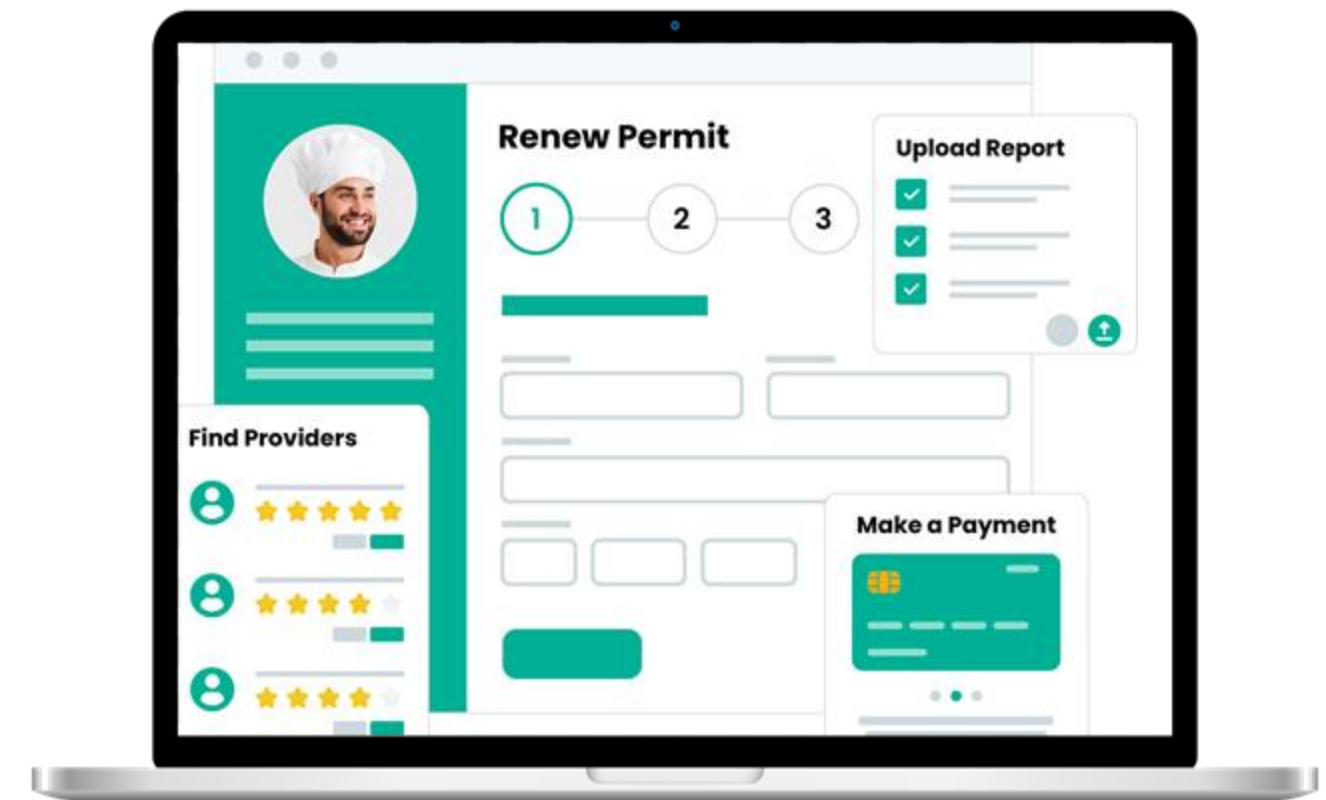 Renew Permit
1
2
3
Upload Report
Find Providers
Make a Payment